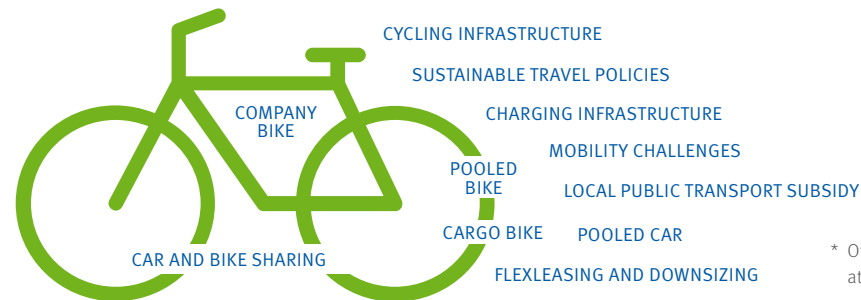 CYCLING INFRASTRUCTURE
SUSTAINABLE TRAVEL POLICIES
COMPANY
BIKE
CHARGING INFRASTRUCTURE
MOBILITY CHALLENGES
POOLED
BIKE
LOCAL PUBLIC TRANSPORT SUBSIDY
CARGO BIKE
POOLED CAR
CAR AND BIKE SHARING
FLEXLEASING AND DOWNSIZING
*
at